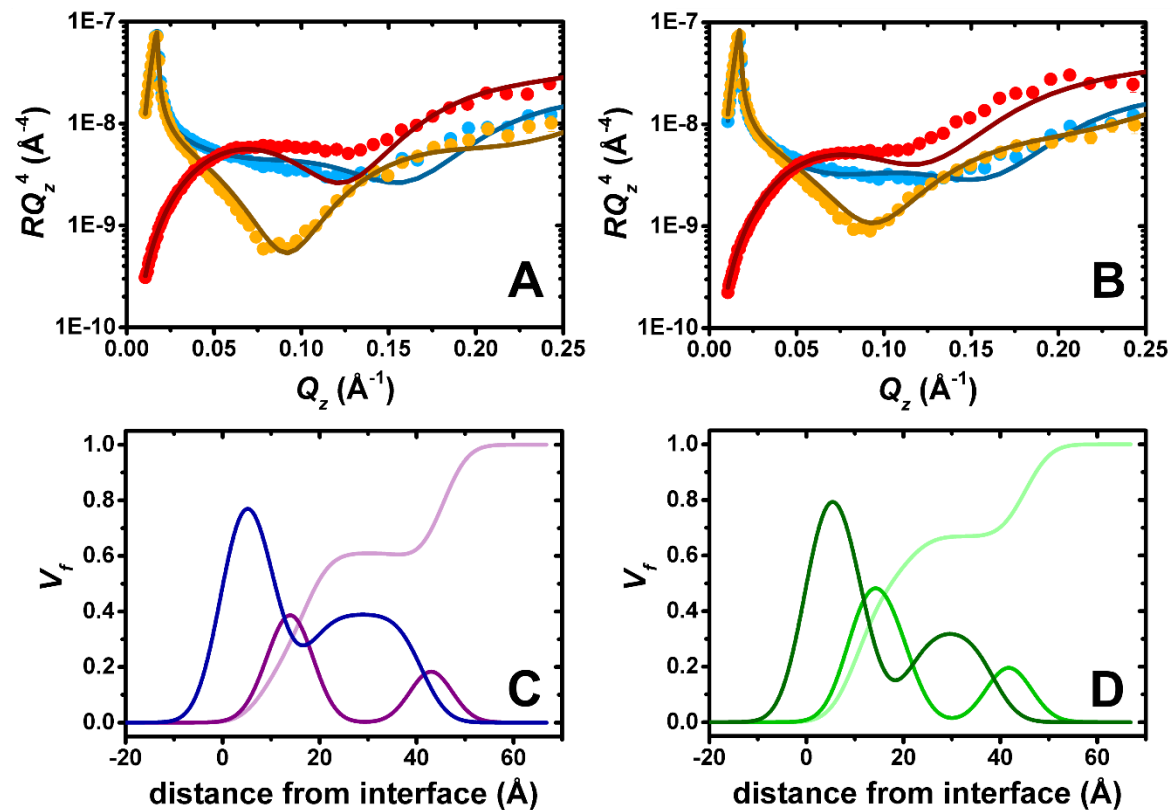 1E-7
1E-8
1E-9
1E-10
RQz4 (Å-4)
A
0.00 0.05 0.10 0.15 0.20 0.25
Qz (Å-1)
1E-7
1E-8
1E-9
1E-10
RQz4 (Å-4)
B
0.00 0.05 0.10 0.15 0.20 0.25
Qz (Å-1)
1.0
0.8
0.6
0.4
0.2
0.0
Vf
C
-20 0 20 40 60
distance from interface (Å)
1.0
0.8
0.6
0.4
0.2
0.0
Vf
D
-20 0 20 40 60
distance from interface (Å)